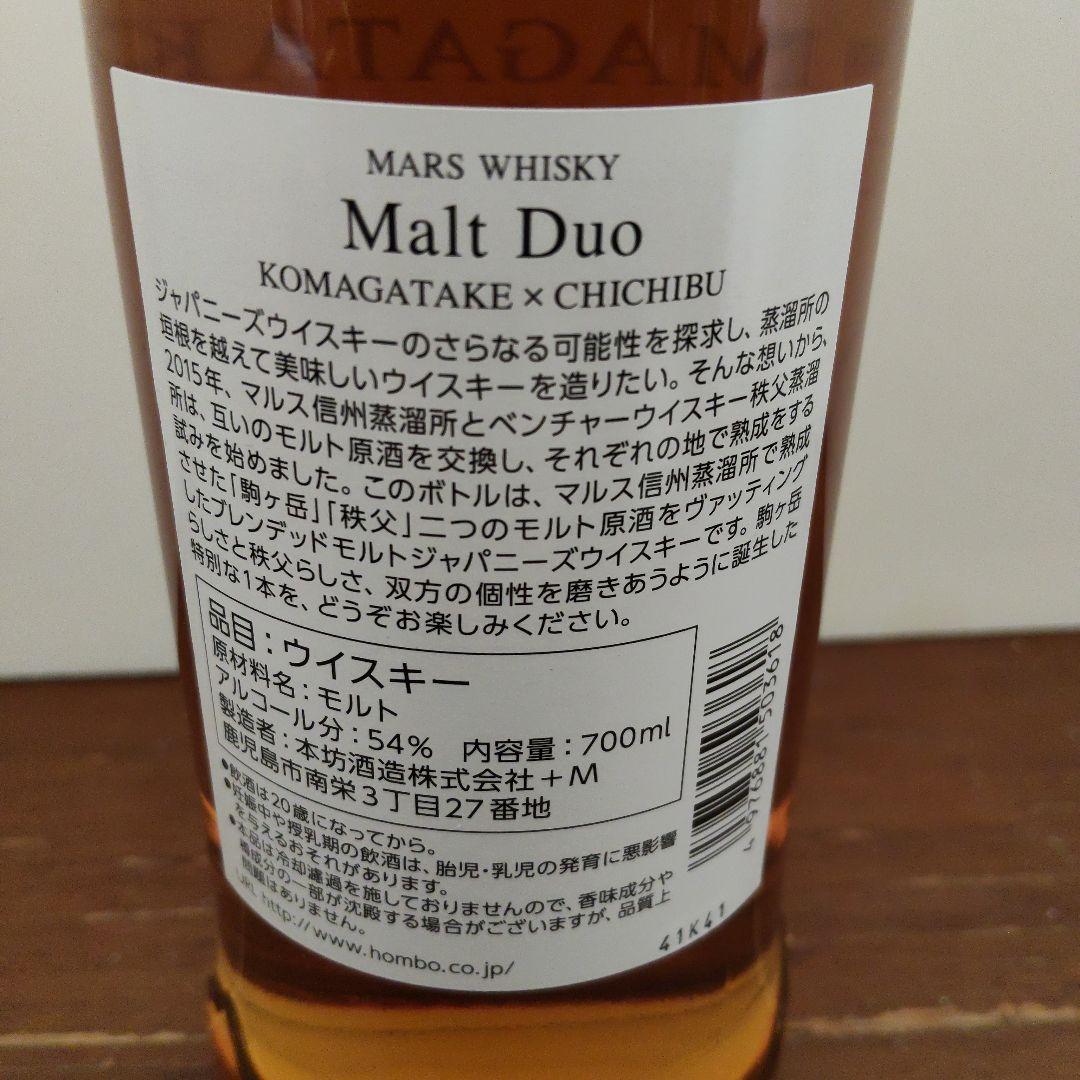 MARS WHISKY
Malt Duo
KOMAGATAKE × CHICHIBU
ジャパニーズウイスキーのさらなる可能性を探求し、蒸溜所の
垣根を越えて美味しいウイスキーを造りたい。そんな想いから、
2015年、マルス信州蒸溜所とベンチャーウイスキー秩父蒸溜
所は、互いのモルト原酒を交換し、それぞれの地で熟成をする
試みを始めました。このボトルは、マルス信州蒸溜所で熟成
させた「駒ヶ岳」「秩父」二つのモルト原酒をヴァッティング
したブレンデッドモルトジャパニーズウイスキーです。駒ヶ岳
らしさと秩父らしさ、双方の個性を磨きあうように誕生した
特別な1本を、どうぞお楽しみください。
品目：ウイスキー
原材料名：モルト
アルコール分：54% 内容量：700ml
製造者：本坊酒造株式会社＋M
鹿児島市南栄3丁目27番地
●飲酒は20歳になってから。
●妊娠中や授乳期の飲酒は、胎児・乳児の発育に悪影響
を与えるおそれがあります。
●本品は冷却濾過を施しておりませんので、香味成分や
樽成分の一部が沈殿する場合がございますが、品質上
問題はありません。
URL http://www.hombo.co.jp/
4 976881 503618
41K41